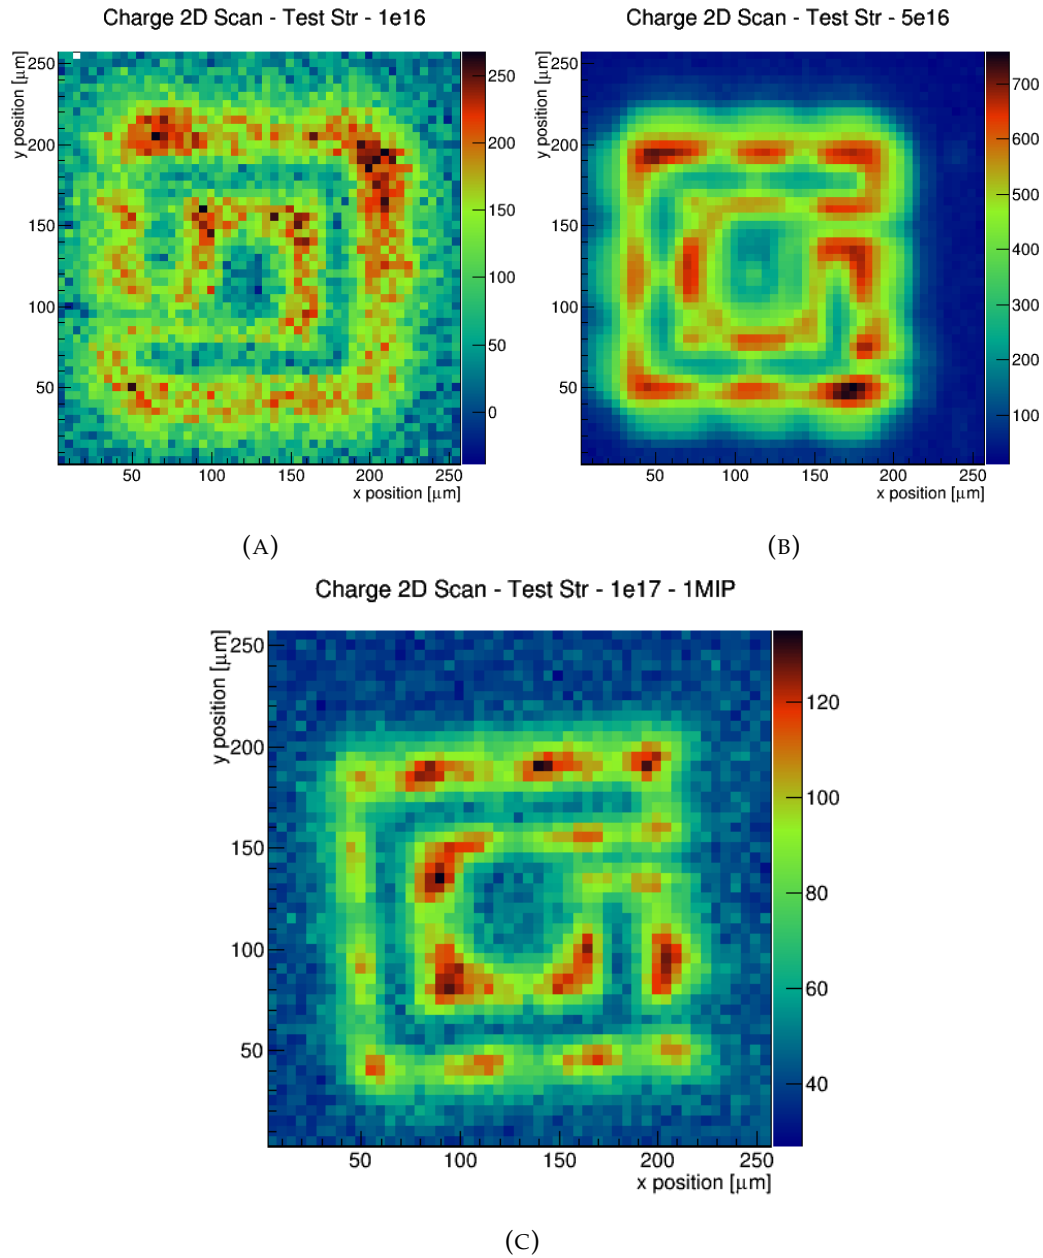 Charge 2D Scan - Test Str - 1e16
y position [μm]
250
200
150
100
50
50 100 150 200 250
x position [μm]
250
200
150
100
50
0
(A)
Charge 2D Scan - Test Str - 5e16
y position [μm]
250
200
150
100
50
50 100 150 200 250
x position [μm]
700
600
500
400
300
200
100
(B)
Charge 2D Scan - Test Str - 1e17 - 1MIP
y position [μm]
250
200
150
100
50
50 100 150 200 250
x position [μm]
120
100
80
60
40
(C)